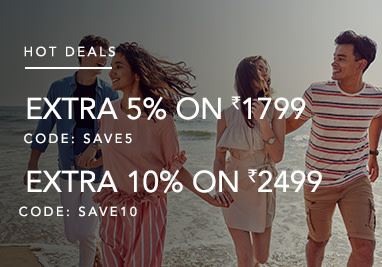 HOT DEALS
EXTRA 5% ON ₹1799
CODE: SAVE5
EXTRA 10% ON ₹2499
CODE: SAVE10